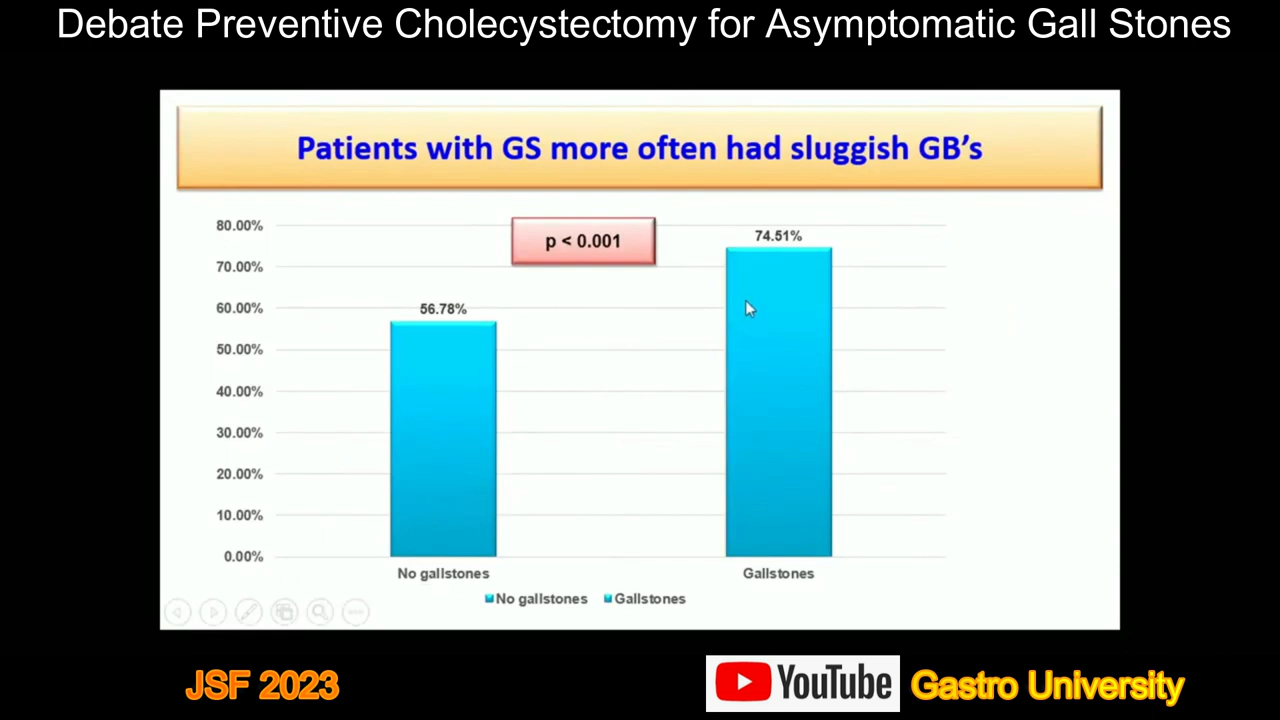 Debate Preventive Cholecystectomy for Asymptomatic Gall Stones
Patients with GS more often had sluggish GB's
80.00%
p < 0.001
74.51%
70.00%
60.00%
56.78%
50.00%
40.00%
30.00%
20.00%
10.00%
0.00%
No gallstones
Gallstones
No gallstones
Gallstones
JSF 2023
YouTube
Gastro University